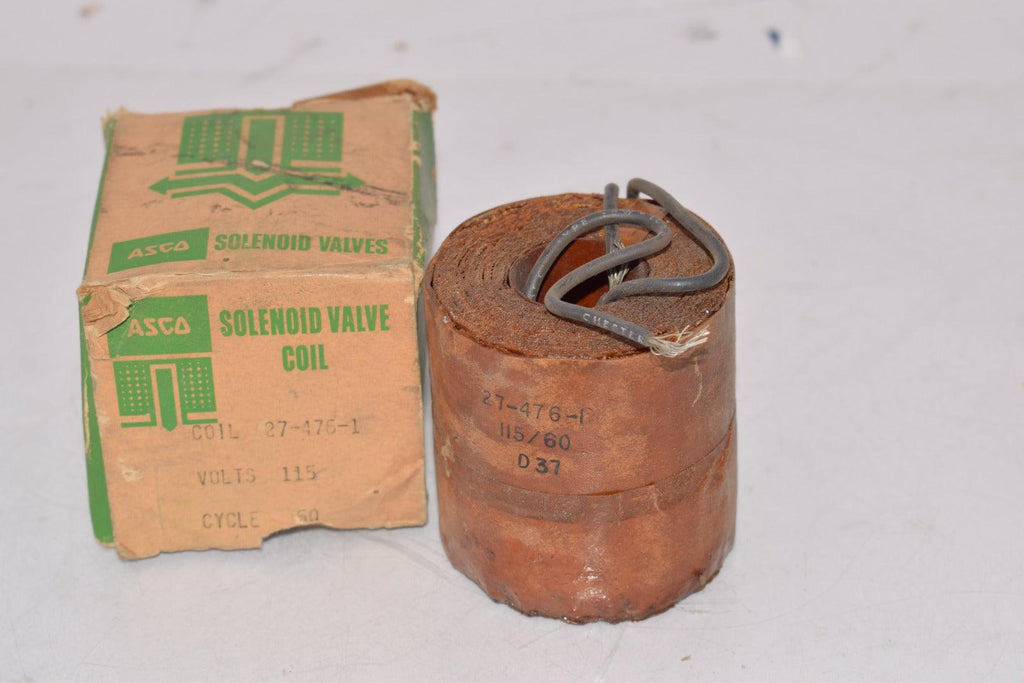 ASCO SOLENOID VALVES
ASCO
SOLENOID VALVE
COIL
COIL 27-476-1
VOLTS 115
CYCLE 60
27-476-1
115/60
D37
CHESTER